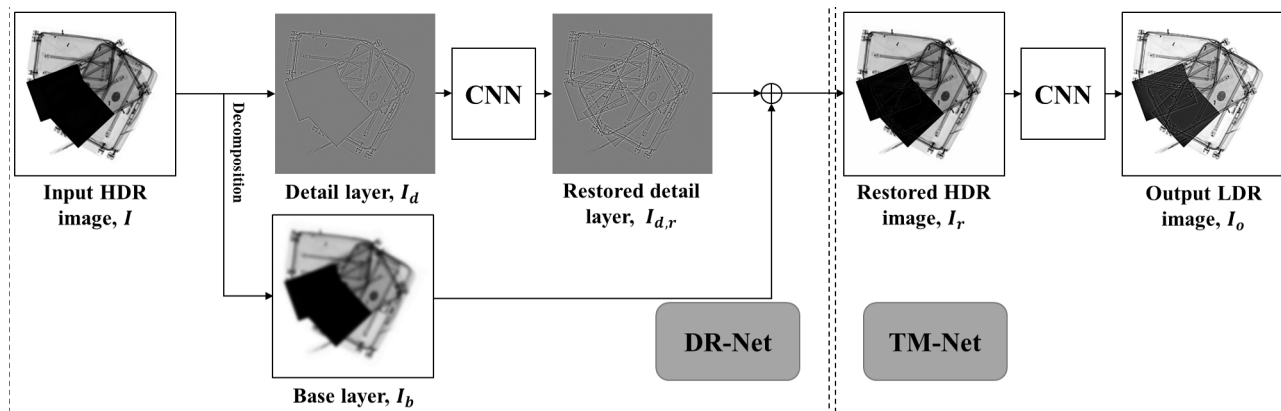 Input HDR
image, I
Decomposition
Detail layer, I_d
CNN
Restored detail
layer, I_{d,r}
Base layer, I_b
DR-Net
Restored HDR
image, I_r
CNN
Output LDR
image, I_o
TM-Net